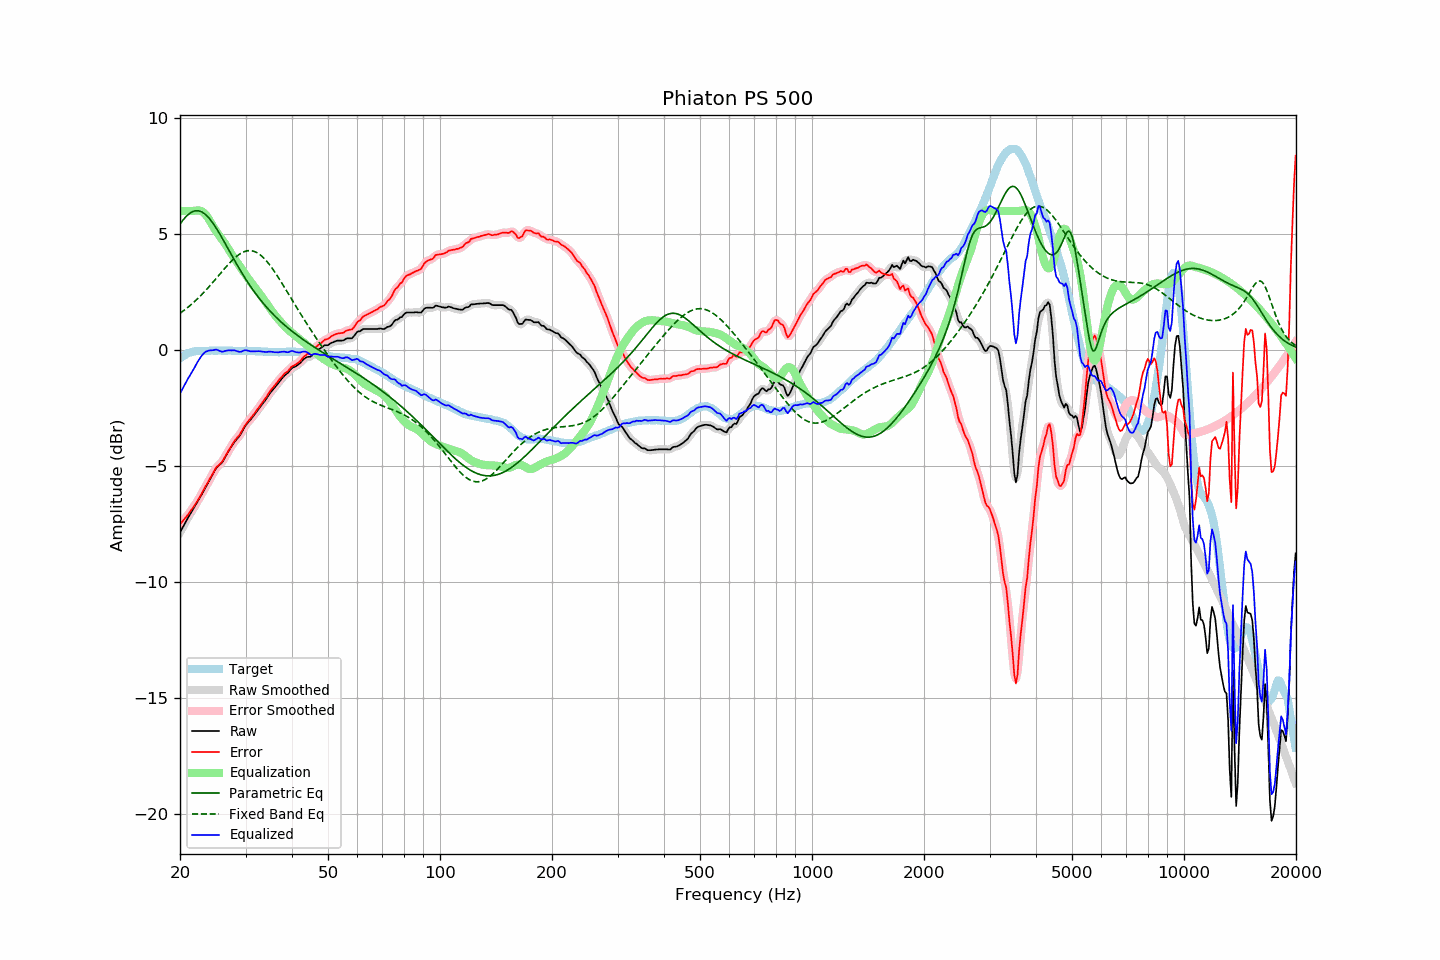 Phiaton PS 500
10
5
0
−5
−10
−15
−20
Amplitude (dBr)
Target
Raw Smoothed
Error Smoothed
Raw
Error
Equalization
Parametric Eq
Fixed Band Eq
Equalized
20 50 100 200 500 1000 2000 5000 10000 20000
Frequency (Hz)